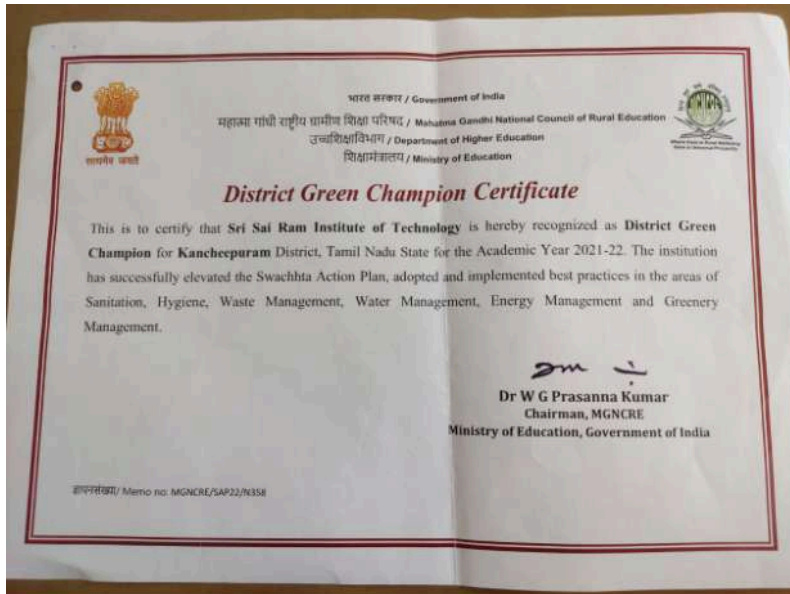 भारत सरकार / Government of India
महात्मा गांधी राष्ट्रीय ग्रामीण शिक्षा परिषद / Mahatma Gandhi National Council of Rural Education
उच्चशिक्षाविभाग / Department of Higher Education
शिक्षामंत्रालय / Ministry of Education
सत्यमेव जयते
MGNCRE
District Green Champion Certificate
This is to certify that Sri Sai Ram Institute of Technology is hereby recognized as District Green
Champion for Kancheepuram District, Tamil Nadu State for the Academic Year 2021-22. The institution
has successfully elevated the Swachhta Action Plan, adopted and implemented best practices in the areas of
Sanitation, Hygiene, Waste Management, Water Management, Energy Management and Greenery
Management.
Dr W G Prasanna Kumar
Chairman, MGNCRE
Ministry of Education, Government of India
ज्ञापनसंख्या/ Memo no: MGNCRE/SAP22/N358